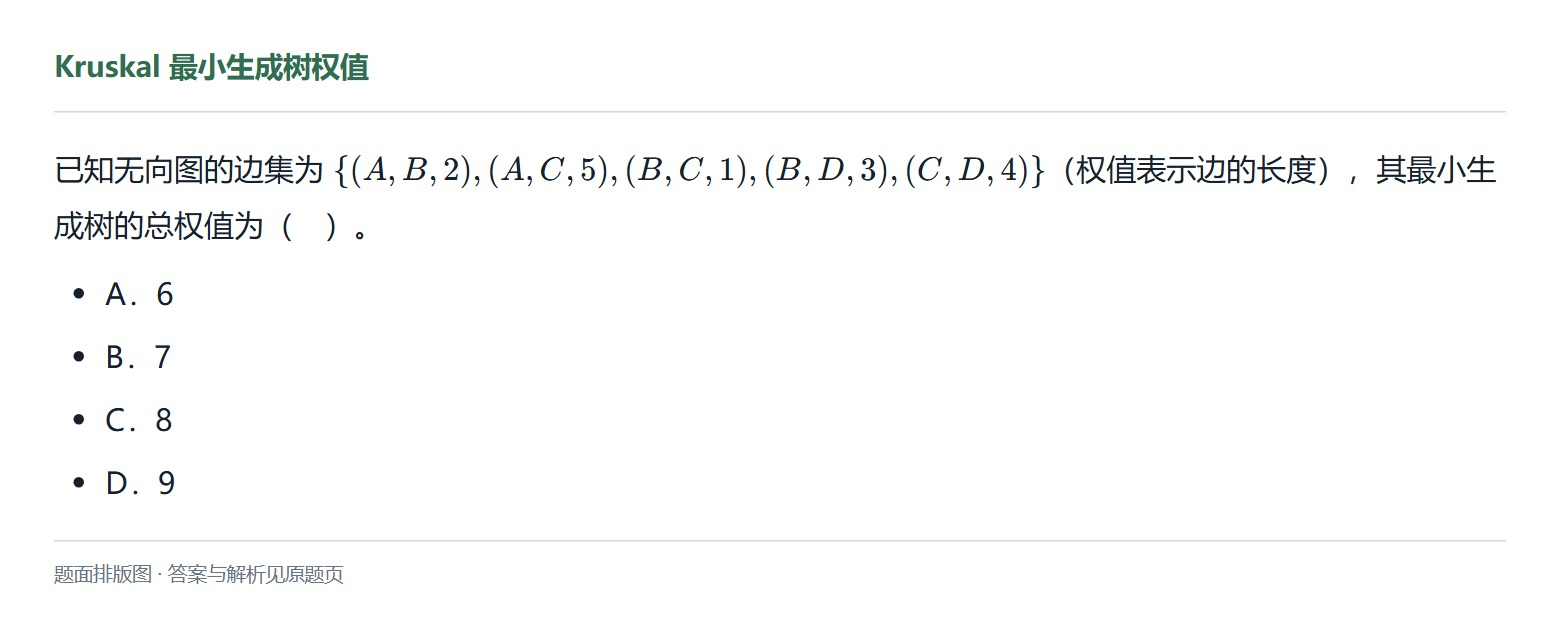 Kruskal 最小生成树权值
已知无向图的边集为 {(A, B, 2), (A, C, 5), (B, C, 1), (B, D, 3), (C, D, 4)}（权值表示边的长度），其最小生
成树的总权值为（　）。
• A．6
• B．7
• C．8
• D．9
题面排版图 · 答案与解析见原题页